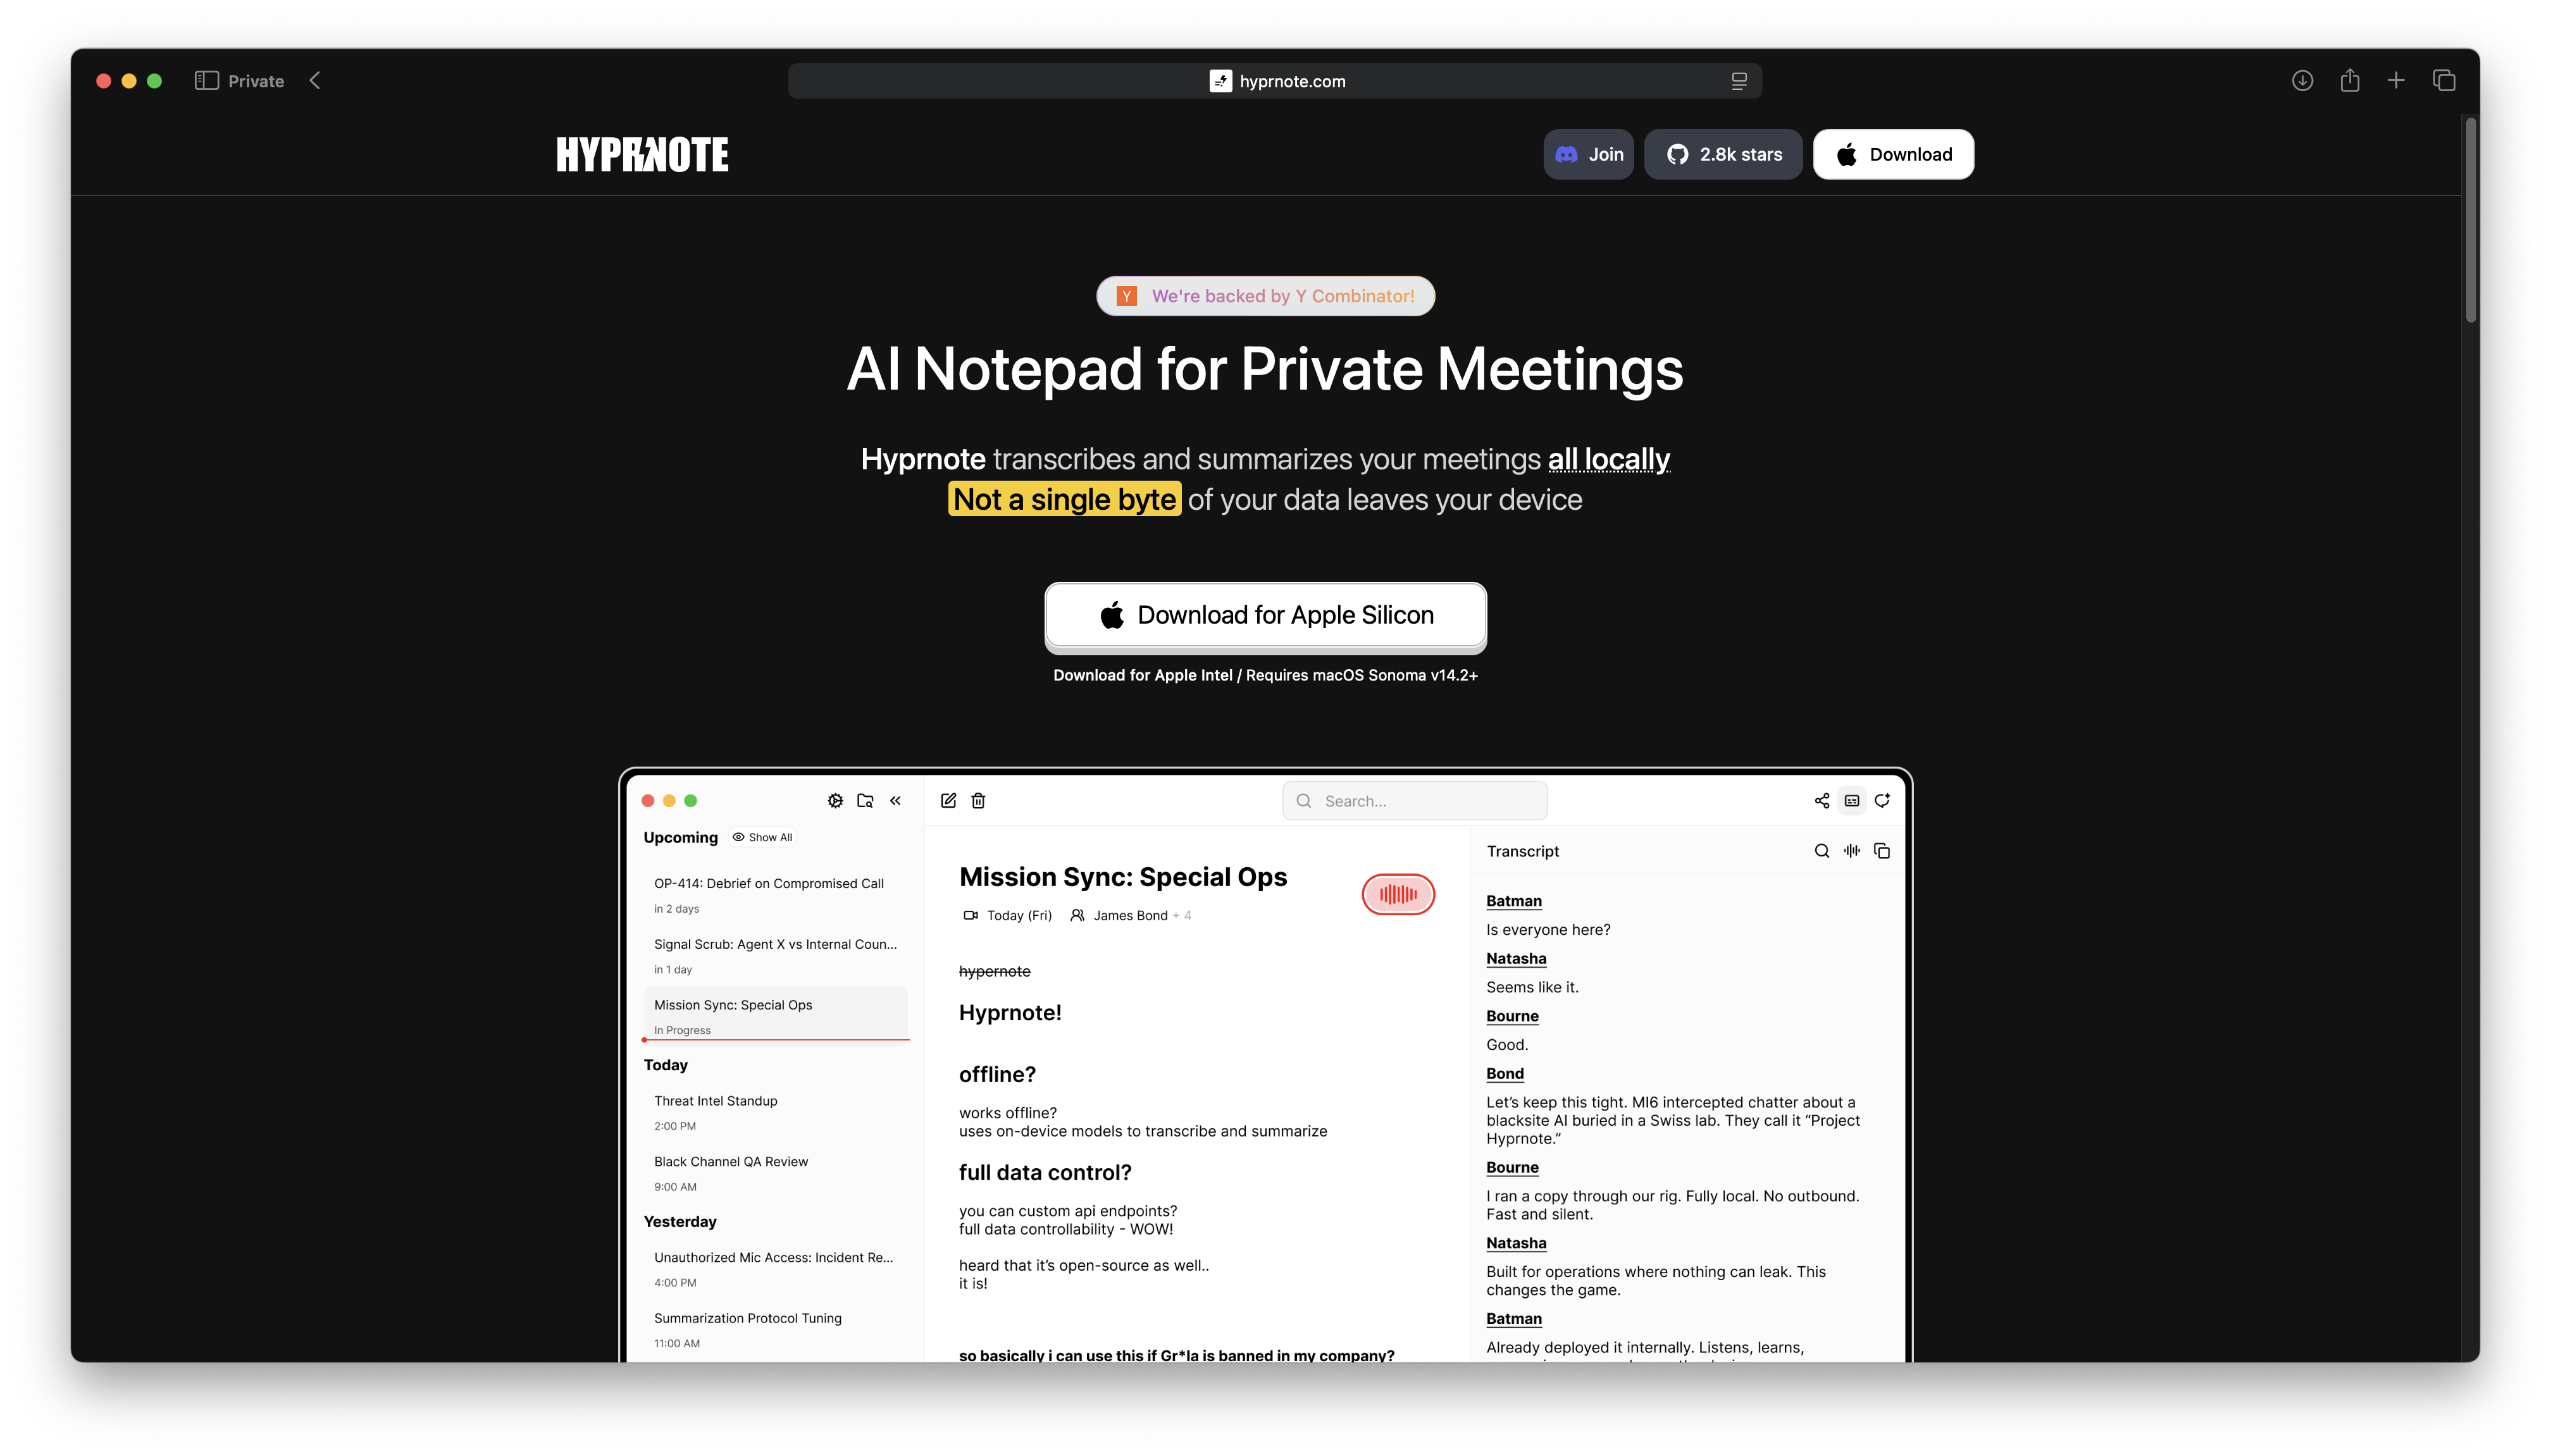 Private
hyprnote.com
HYPRNOTE
Join
2.8k stars
Download
Y We're backed by Y Combinator!
AI Notepad for Private Meetings
Hyprnote transcribes and summarizes your meetings all locally
Not a single byte of your data leaves your device
Download for Apple Silicon
Download for Apple Intel / Requires macOS Sonoma v14.2+
Upcoming Show All
OP-414: Debrief on Compromised Call
in 2 days
Signal Scrub: Agent X vs Internal Coun...
in 1 day
Mission Sync: Special Ops
In Progress
Today
Threat Intel Standup
2:00 PM
Black Channel QA Review
9:00 AM
Yesterday
Unauthorized Mic Access: Incident Re...
4:00 PM
Summarization Protocol Tuning
11:00 AM
Search...
Mission Sync: Special Ops
Today (Fri) James Bond + 4
hypernote
Hyprnote!
offline?
works offline?
uses on-device models to transcribe and summarize
full data control?
you can custom api endpoints?
full data controllability - WOW!
heard that it’s open-source as well..
it is!
so basically i can use this if Gr*la is banned in my company?
Transcript
Batman
Is everyone here?
Natasha
Seems like it.
Bourne
Good.
Bond
Let’s keep this tight. MI6 intercepted chatter about a
blacksite AI buried in a Swiss lab. They call it “Project
Hyprnote.”
Bourne
I ran a copy through our rig. Fully local. No outbound.
Fast and silent.
Natasha
Built for operations where nothing can leak. This
changes the game.
Batman
Already deployed it internally. Listens, learns,